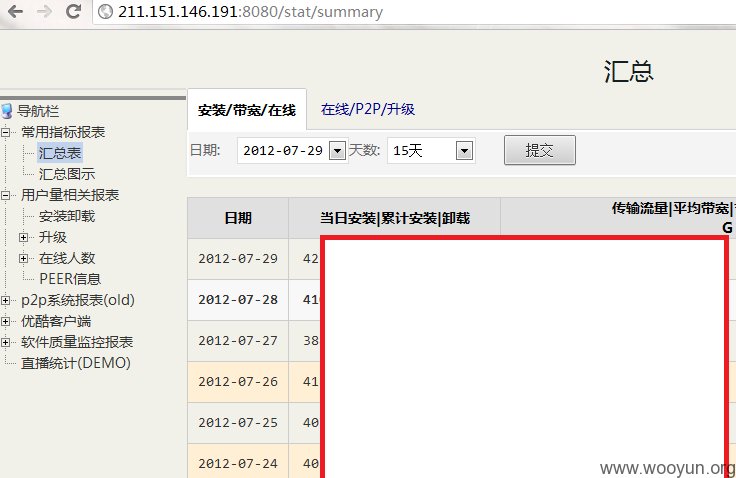 211.151.146.191:8080/stat/summary
汇总
导航栏
常用指标报表
汇总表
汇总图示
用户量相关报表
安装卸载
升级
在线人数
PEER信息
p2p系统报表(old)
优酷客户端
软件质量监控报表
直播统计(DEMO)
安装/带宽/在线 在线/P2P/升级
日期: 2012-07-29 天数: 15天 提交
日期 当日安装|累计安装|卸载 传输流量|平均带宽|
G
2012-07-29 42
2012-07-28 41
2012-07-27 38
2012-07-26 41
2012-07-25 40
2012-07-24 40
www.wooyun.org